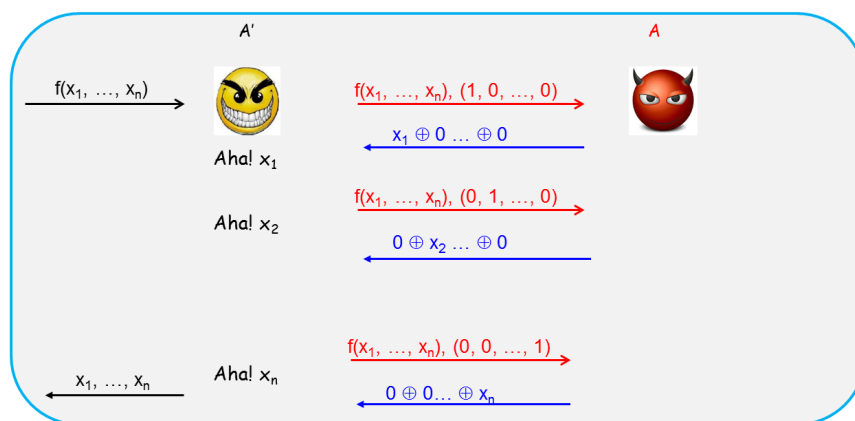 A' A
f(x₁, …, xₙ) f(x₁, …, xₙ), (1, 0, …, 0)
x₁ ⊕ 0 … ⊕ 0
Aha! x₁
f(x₁, …, xₙ), (0, 1, …, 0)
Aha! x₂
0 ⊕ x₂ … ⊕ 0
f(x₁, …, xₙ), (0, 0, …, 1)
Aha! xₙ
x₁, …, xₙ
0 ⊕ 0… ⊕ xₙ